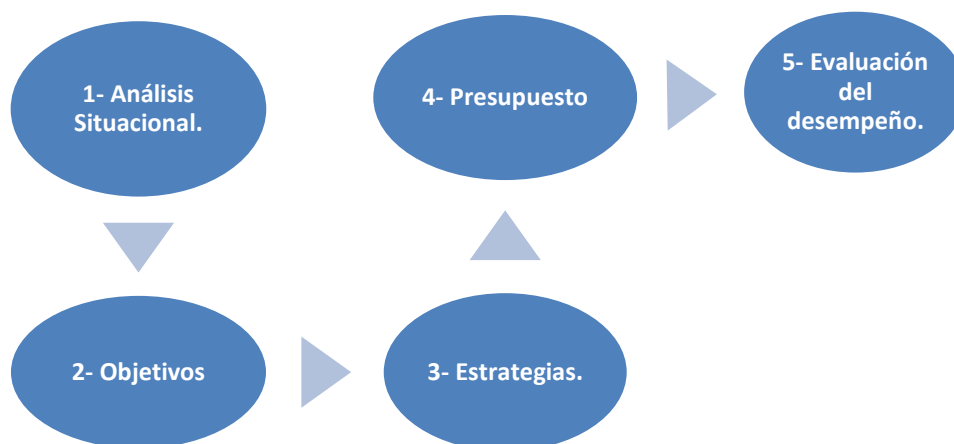 1- Análisis
Situacional.
2- Objetivos
3- Estrategias.
4- Presupuesto
5- Evaluación
del
desempeño.